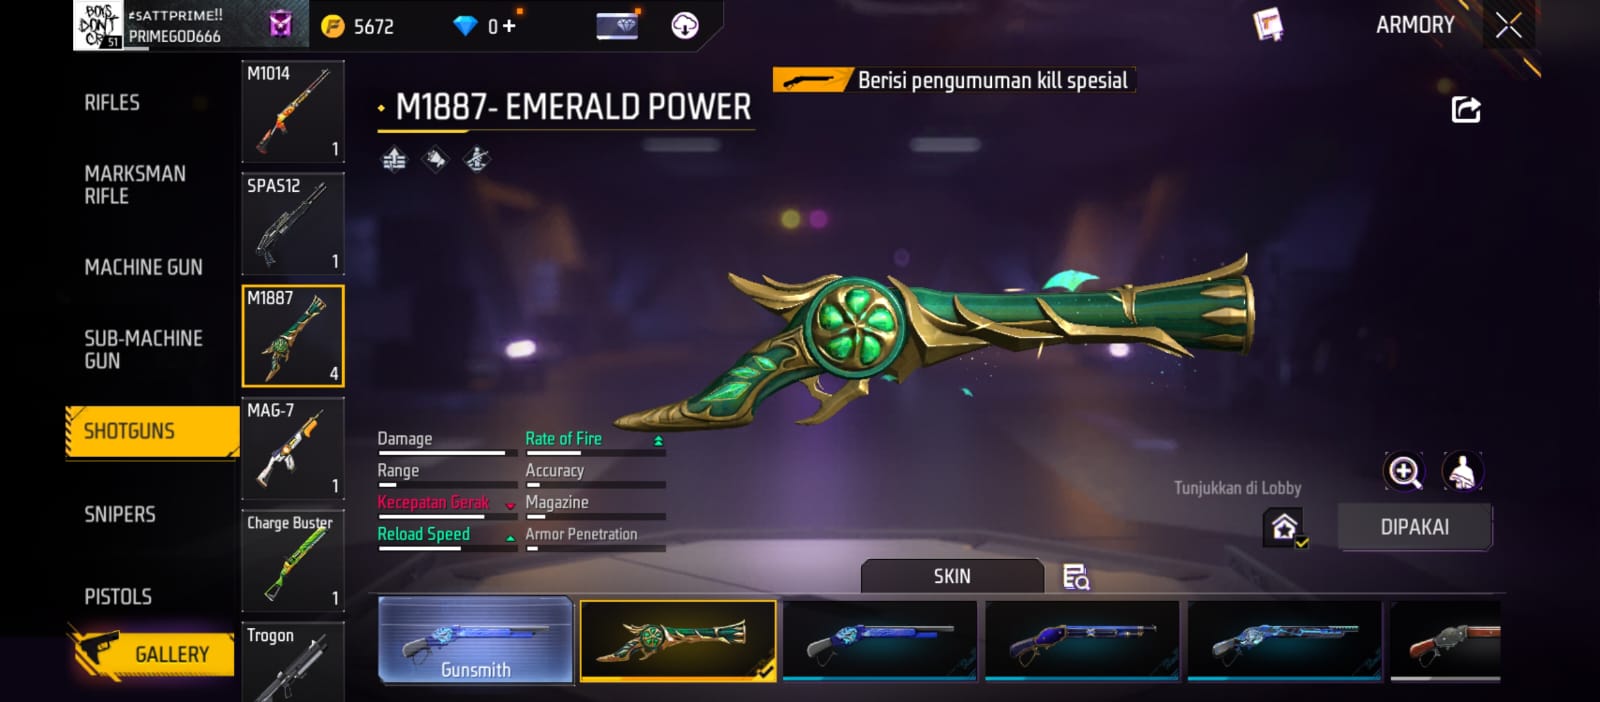 BOYS
DON'T
CRY
51
≠SATTPRIME!!
PRIMEGOD666
5672
0+
ARMORY
RIFLES
MARKSMAN
RIFLE
MACHINE GUN
SUB-MACHINE
GUN
SHOTGUNS
SNIPERS
PISTOLS
GALLERY
M1014
1
SPAS12
1
M1887
4
MAG-7
1
Charge Buster
1
Trogon
M1887- EMERALD POWER
Berisi pengumuman kill spesial
Damage
Rate of Fire
Range
Accuracy
Kecepatan Gerak
Magazine
Reload Speed
Armor Penetration
Tunjukkan di Lobby
DIPAKAI
SKIN
Gunsmith